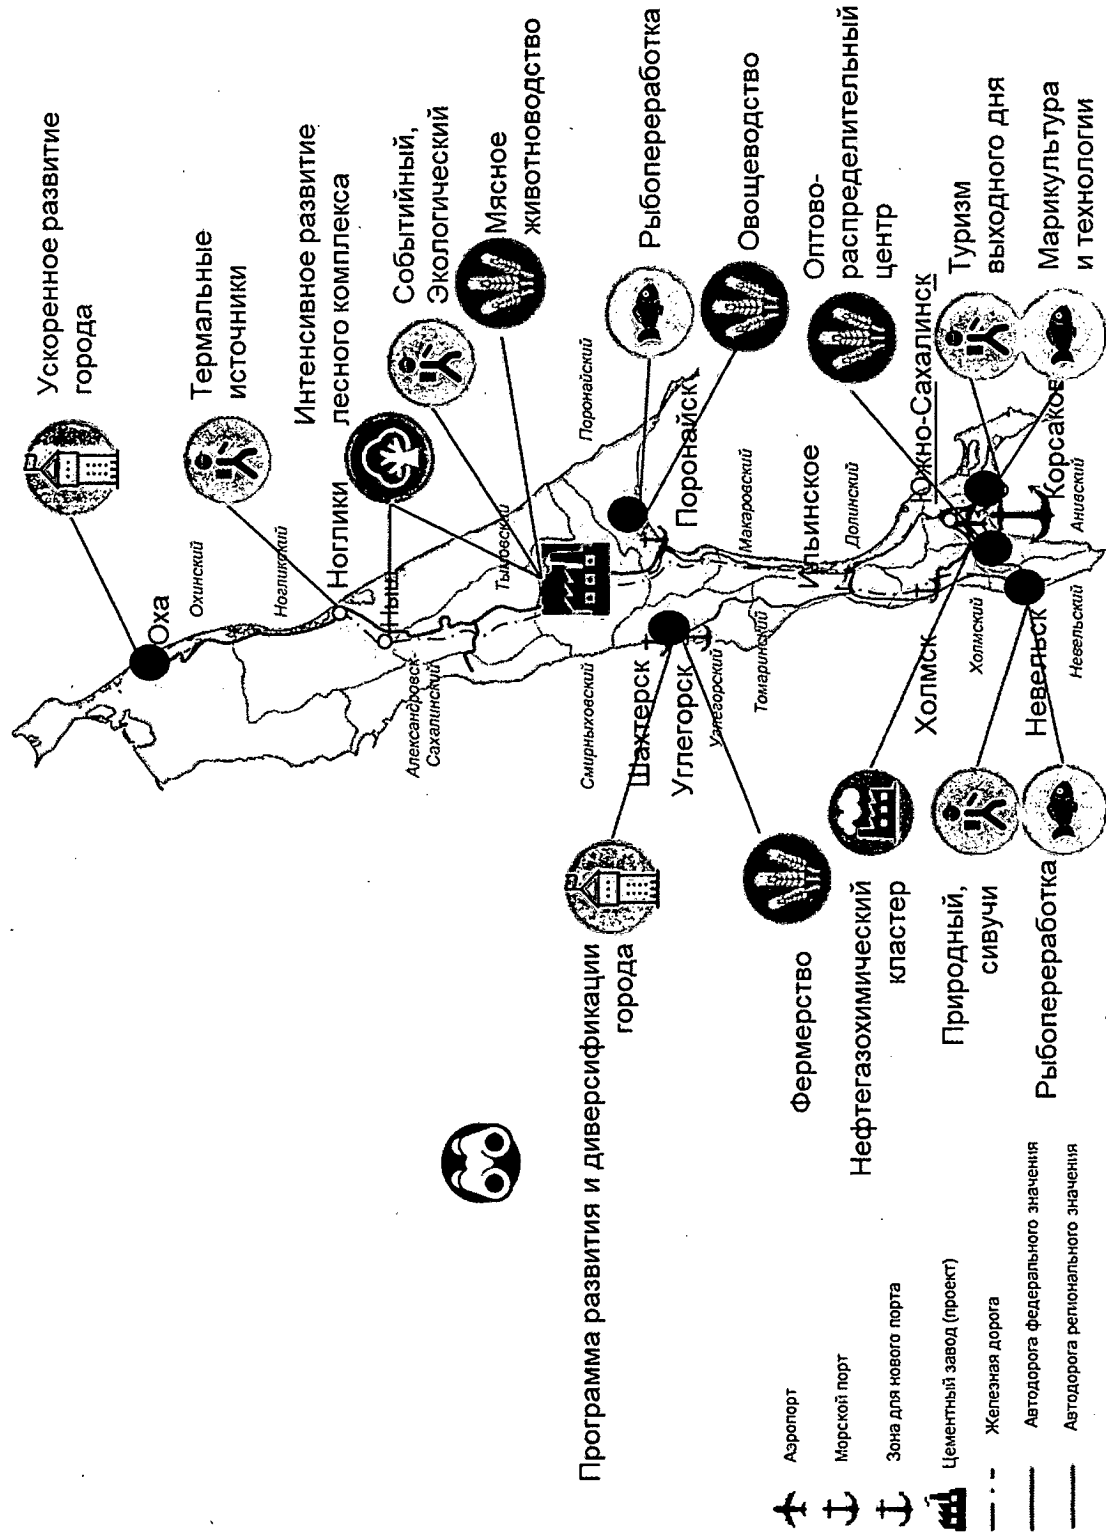 Ускоренное развитие
города
Термальные
источники
Интенсивное развитие
лесного комплекса
Событийный,
Экологический
Мясное
животноводство
Рыбопереработка
Овощеводство
Оптово-
распределительный
центр
Туризм
выходного дня
Марикультура
и технологии
Оха
Охинский
Ногликский
Ноглики
Ныш
Александровск-
Сахалинский
Тымовский
Поронайский
Смирныховский
Поронайск
Шахтерск
Углегорск
Углегорский
Макаровский
Томаринский
Ильинское
Долинский
Южно-Сахалинск
Холмск
Холмский
Корсаков
Анивский
Невельск
Невельский
Программа развития и диверсификации
города
Фермерство
Нефтегазохимический
кластер
Природный,
сивучи
Рыбопереработка
Аэропорт
Морской порт
Зона для нового порта
Цементный завод (проект)
Железная дорога
Автодорога федерального значения
Автодорога регионального значения